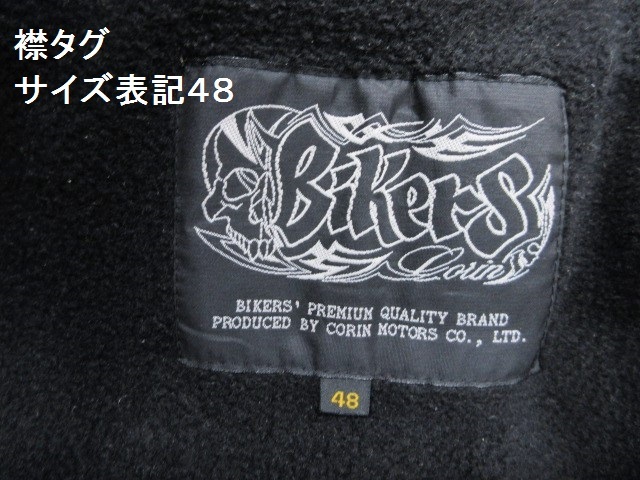 襟タグ
サイズ表記48
Bikers
Corin
BIKERS' PREMIUM QUALITY BRAND
PRODUCED BY CORIN MOTORS CO., LTD.
48